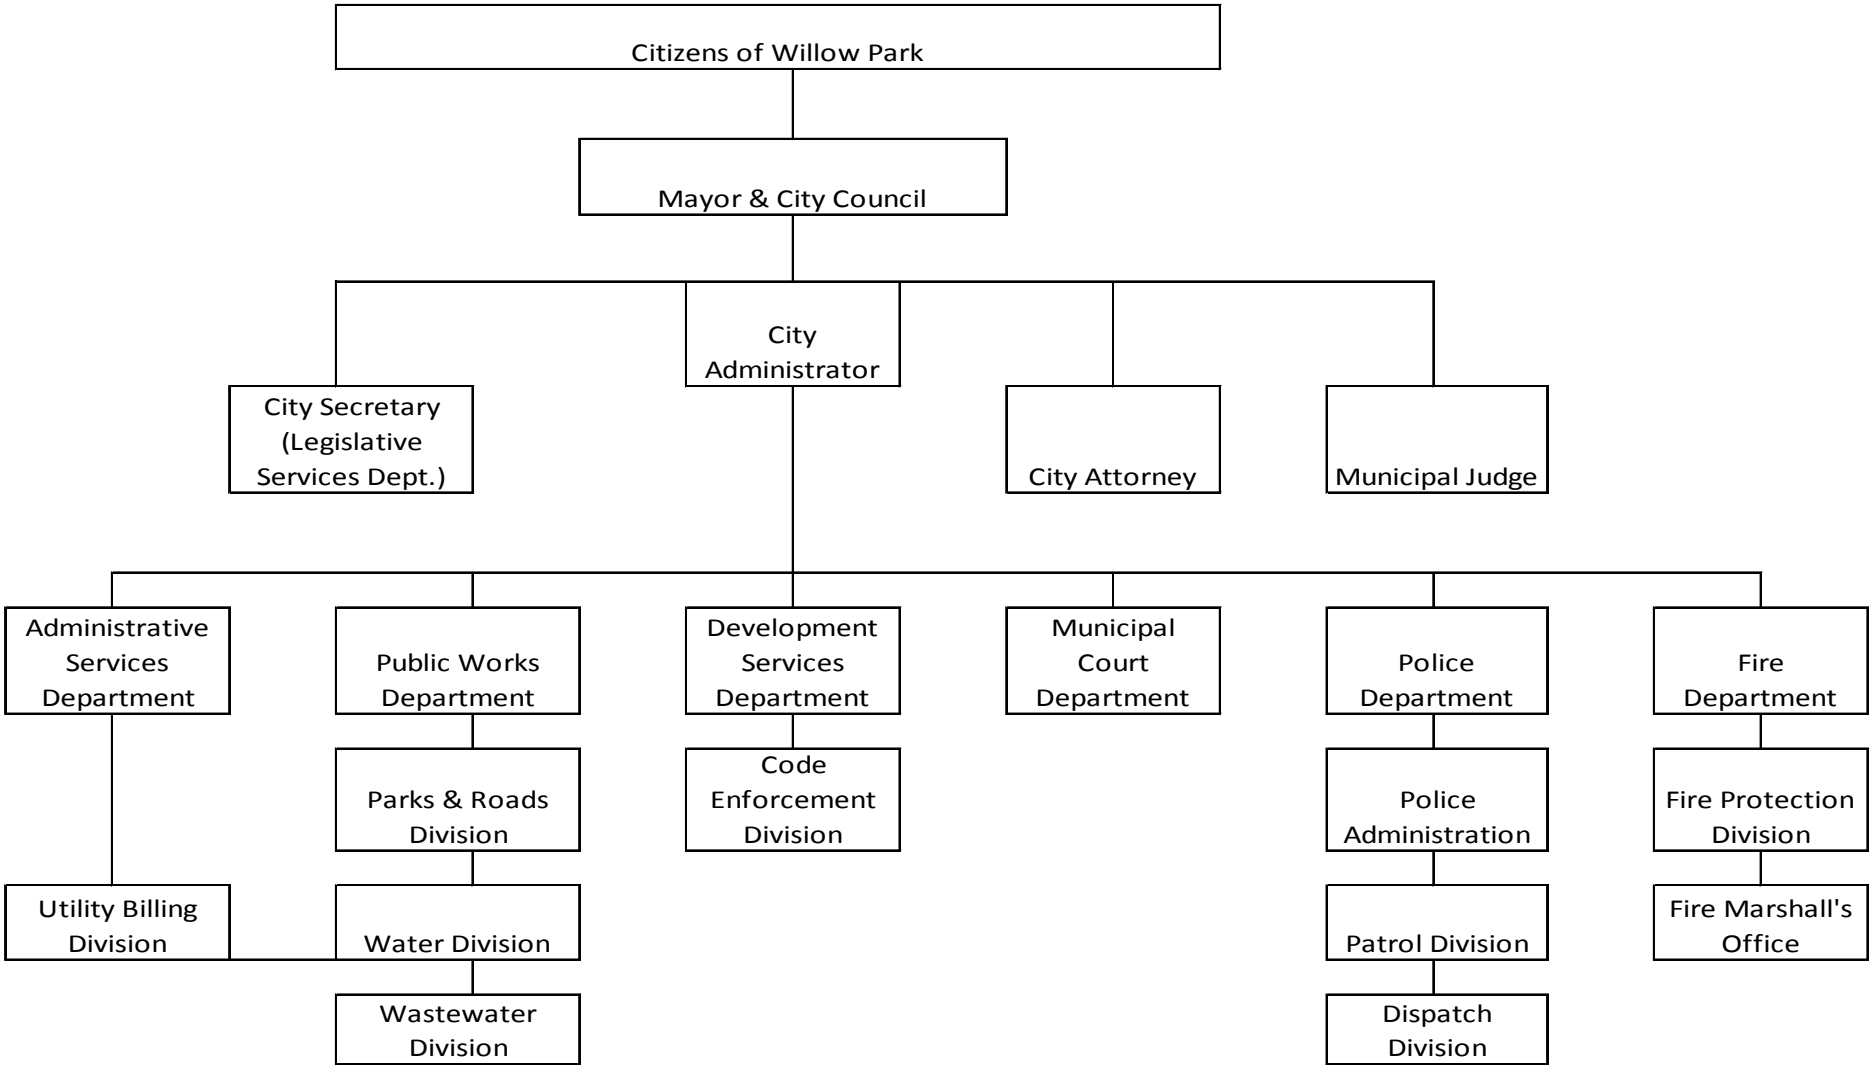 Citizens of Willow Park
Mayor & City Council
City
Administrator
City Secretary
(Legislative
Services Dept.)
City Attorney
Municipal Judge
Administrative
Services
Department
Public Works
Department
Development
Services
Department
Municipal
Court
Department
Police
Department
Fire
Department
Parks & Roads
Division
Code
Enforcement
Division
Police
Administration
Fire Protection
Division
Utility Billing
Division
Water Division
Patrol Division
Fire Marshall's
Office
Wastewater
Division
Dispatch
Division